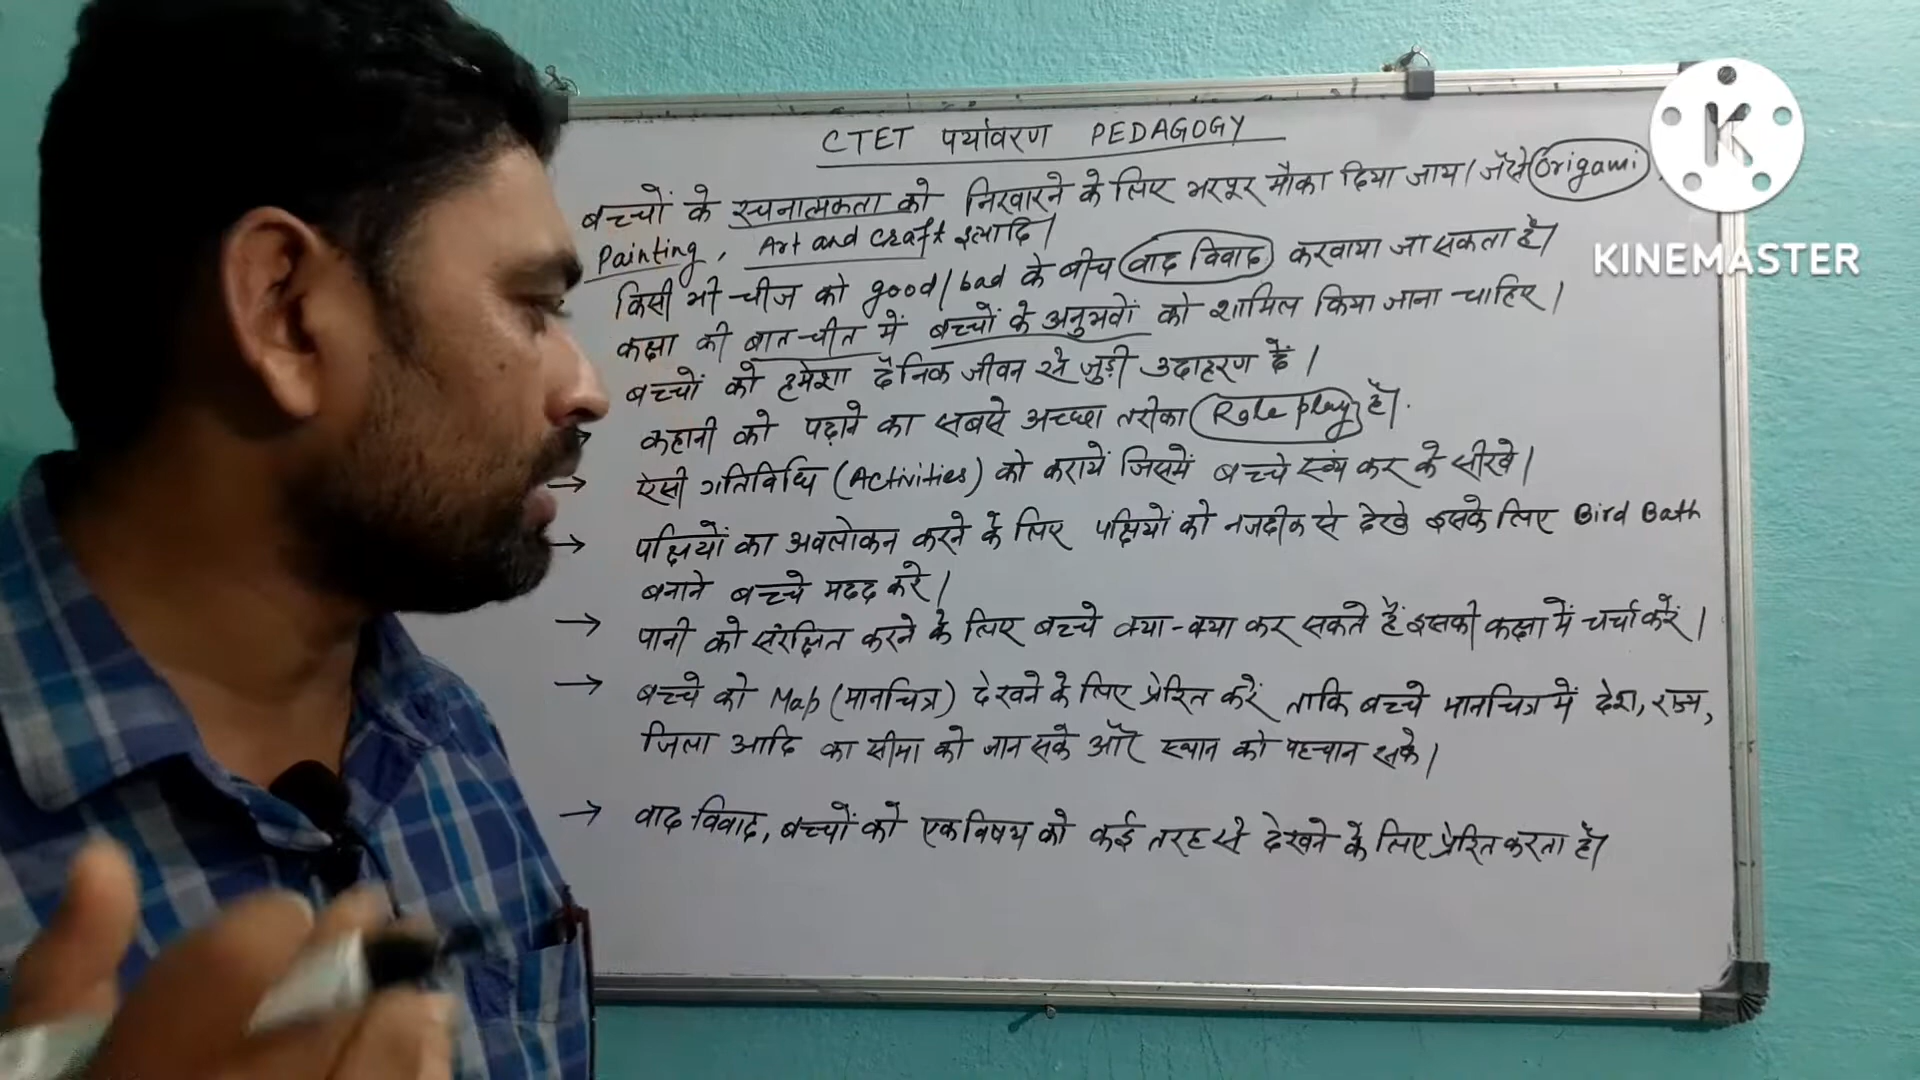 CTET पर्यावरण PEDAGOGY
बच्चों के रचनात्मकता को निखारने के लिए भरपूर मौका दिया जाय। जैसे Origami,
Painting, Art and craft इत्यादि।
किसी भी चीज को good/bad के बीच वाद विवाद करवाया जा सकता है।
कक्षा की बात-चीत में बच्चों के अनुभवों को शामिल किया जाना चाहिए।
बच्चों को हमेशा दैनिक जीवन से जुड़ी उदाहरण दें।
कहानी को पढ़ाने का सबसे अच्छा तरीका Role play है।
→ ऐसी गतिविधि (Activities) को करायें जिसमें बच्चे स्वंय कर के सीखे।
→ पक्षियों का अवलोकन करने के लिए पक्षियों को नजदीक से देखे इसके लिए Bird Bath
बनाने बच्चे मदद करे।
→ पानी को संरक्षित करने के लिए बच्चे क्या-क्या कर सकते हैं इसकी कक्षा में चर्चा करें।
→ बच्चे को Map (मानचित्र) देखने के लिए प्रेरित करें ताकि बच्चे मानचित्र में देश, राज्य,
जिला आदि का सीमा को जान सके और स्थान को पहचान सके।
→ वाद-विवाद, बच्चों को एक विषय को कई तरह से देखने के लिए प्रेरित करता है।
K
KINEMASTER